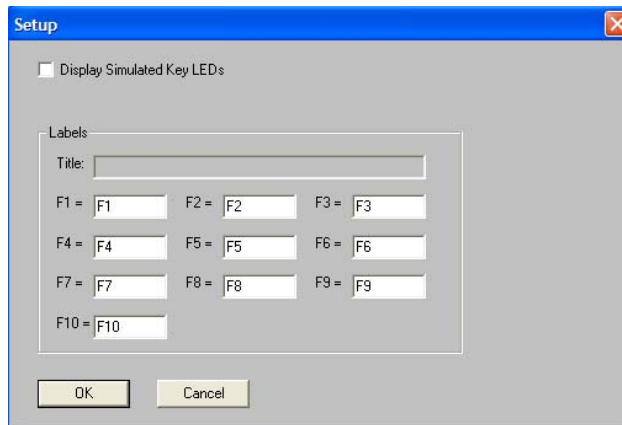 Setup
Display Simulated Key LEDs
Labels
Title:
F1 = F1 F2 = F2 F3 = F3
F4 = F4 F5 = F5 F6 = F6
F7 = F7 F8 = F8 F9 = F9
F10 = F10
OK Cancel